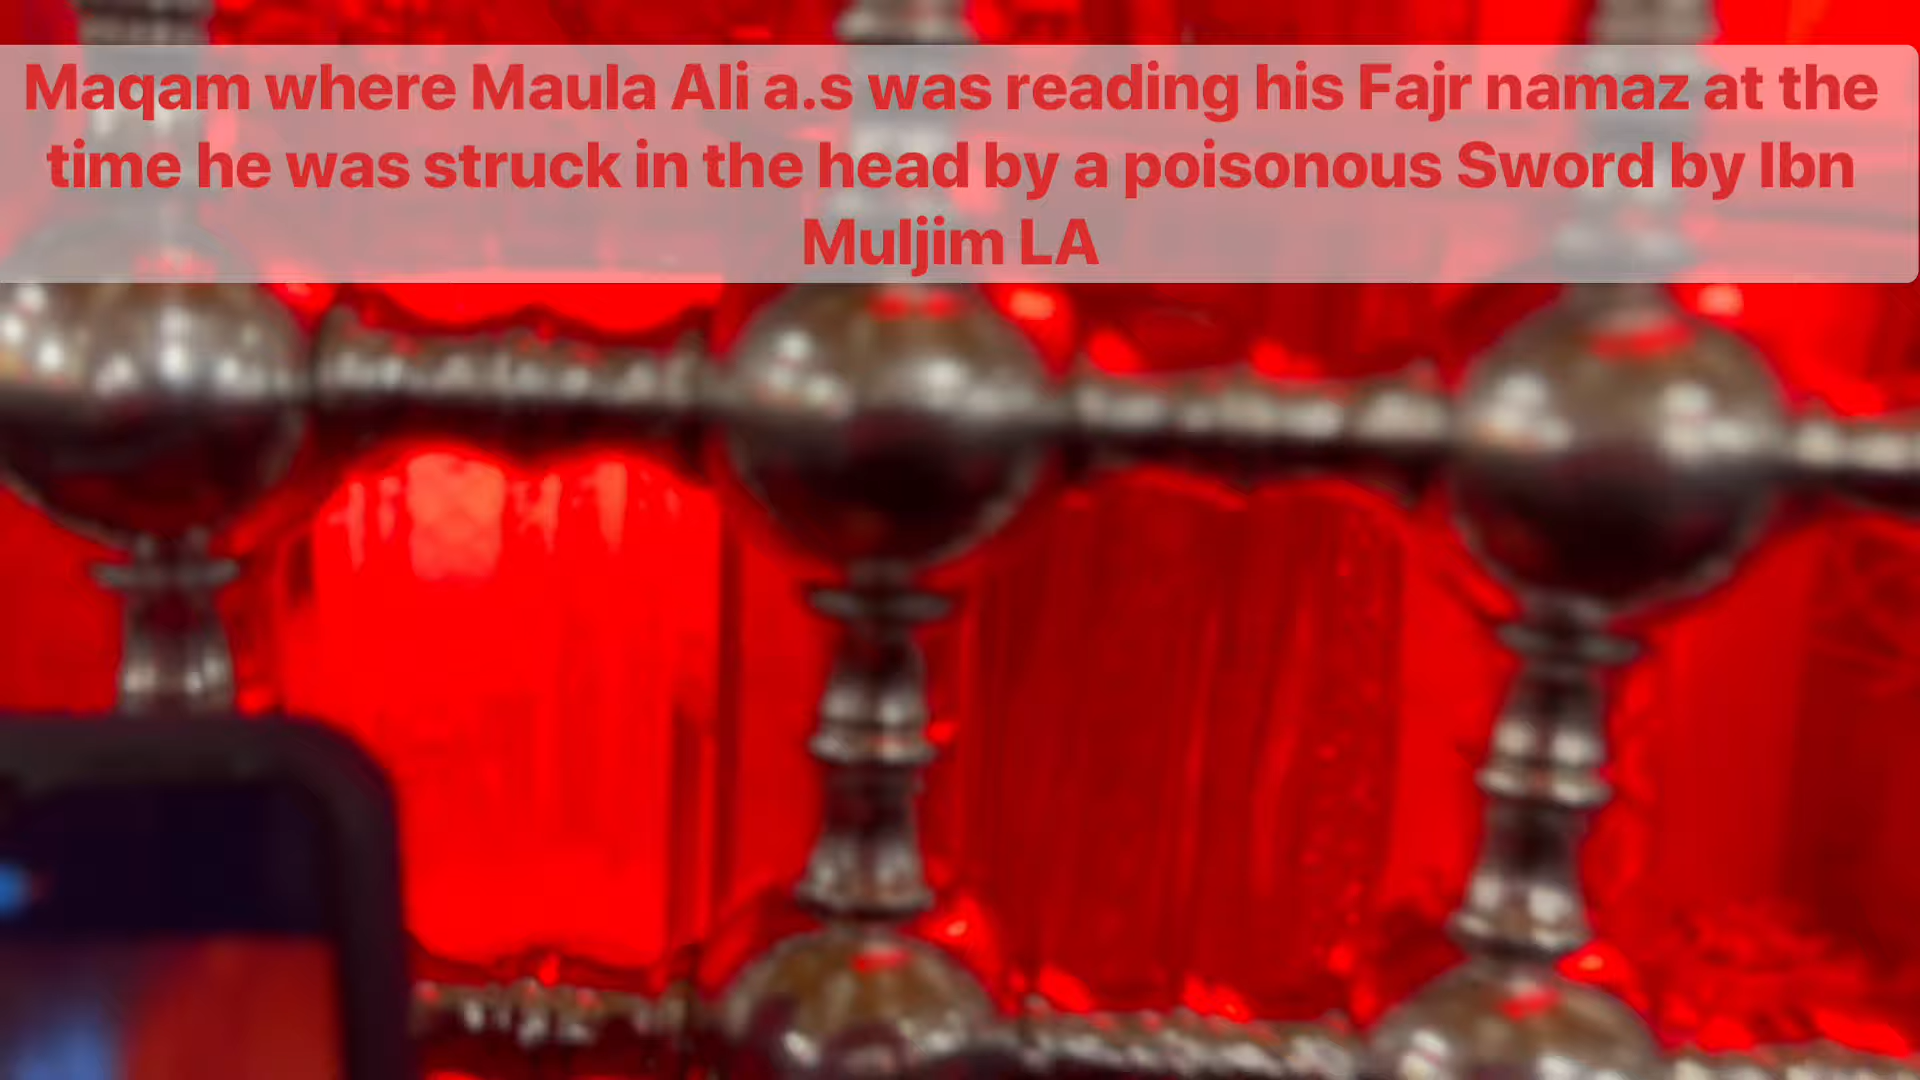 Maqam where Maula Ali a.s was reading his Fajr namaz at the
time he was struck in the head by a poisonous Sword by Ibn
Muljim LA